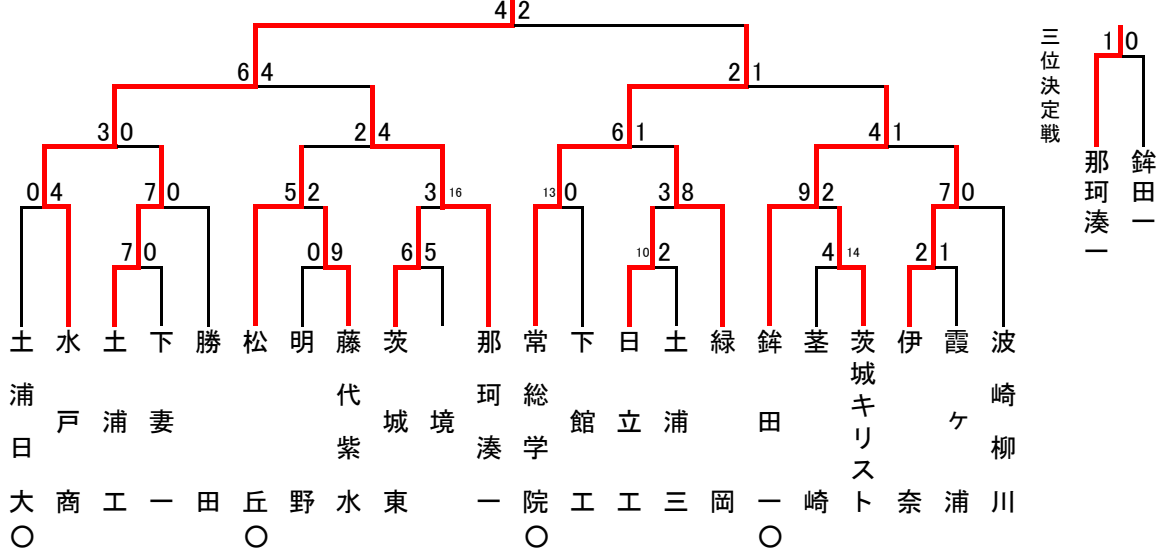 4 2
6 4
2 1
3 0
2 4
6 1
4 1
0 4
7 0
5 2
3 16
13 0
3 8
9 2
7 0
7 0
0 9
6 5
10 2
4 14
2 1
土浦日大○
水戸商
土浦工
下妻一
勝田
松丘○
明野
藤代紫水
茨城東
境
那珂湊一
常総学院○
下館工
日立工
土浦三
緑岡
鉾田一○
茎崎
茨城キリスト
伊奈
霞ヶ浦
波崎柳川
三位決定戦
1 0
那珂湊一
鉾田一